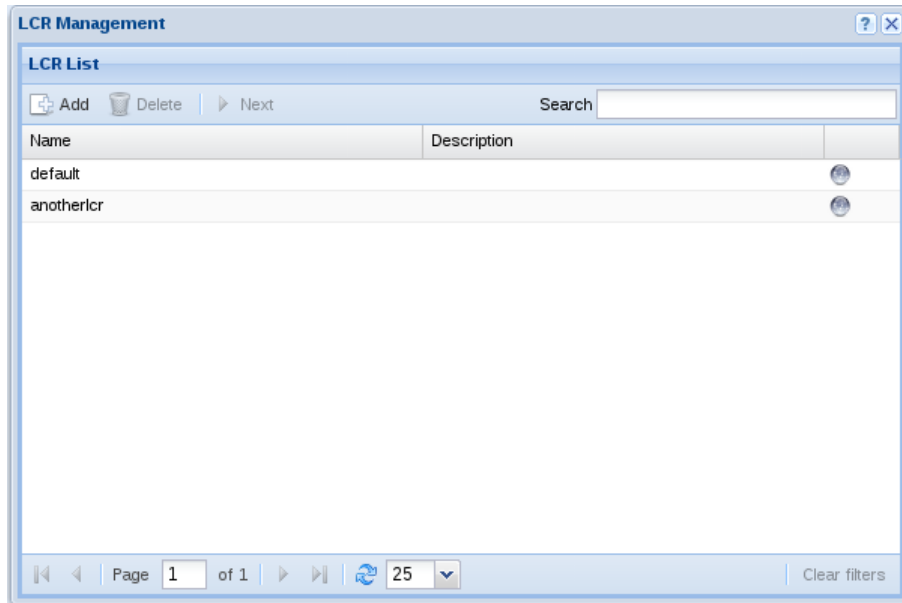 LCR Management
LCR List
Add Delete Next Search
Name Description
default
anotherlcr
Page 1 of 1 25 Clear filters